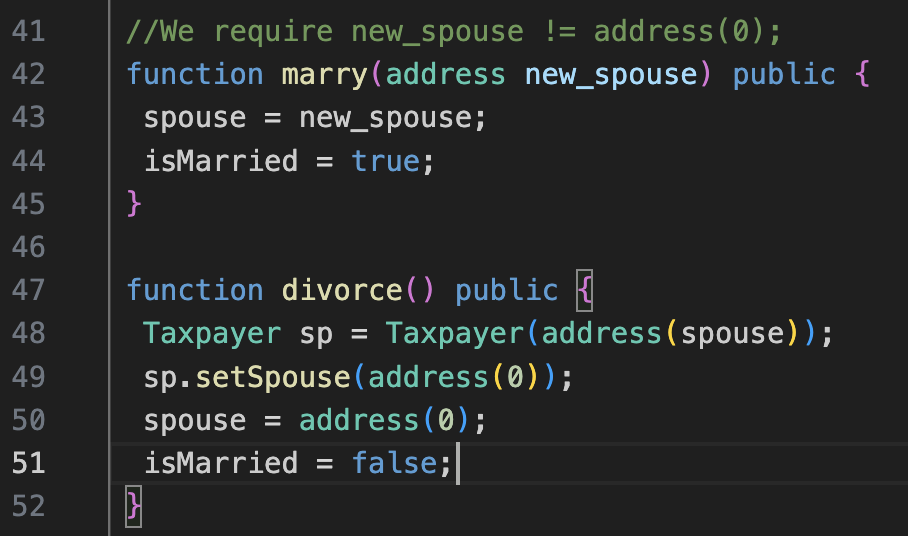 41 //We require new_spouse != address(0);
42 function marry(address new_spouse) public {
43 spouse = new_spouse;
44 isMarried = true;
45 }
46
47 function divorce() public {
48 Taxpayer sp = Taxpayer(address(spouse));
49 sp.setSpouse(address(0));
50 spouse = address(0);
51 isMarried = false;
52 }